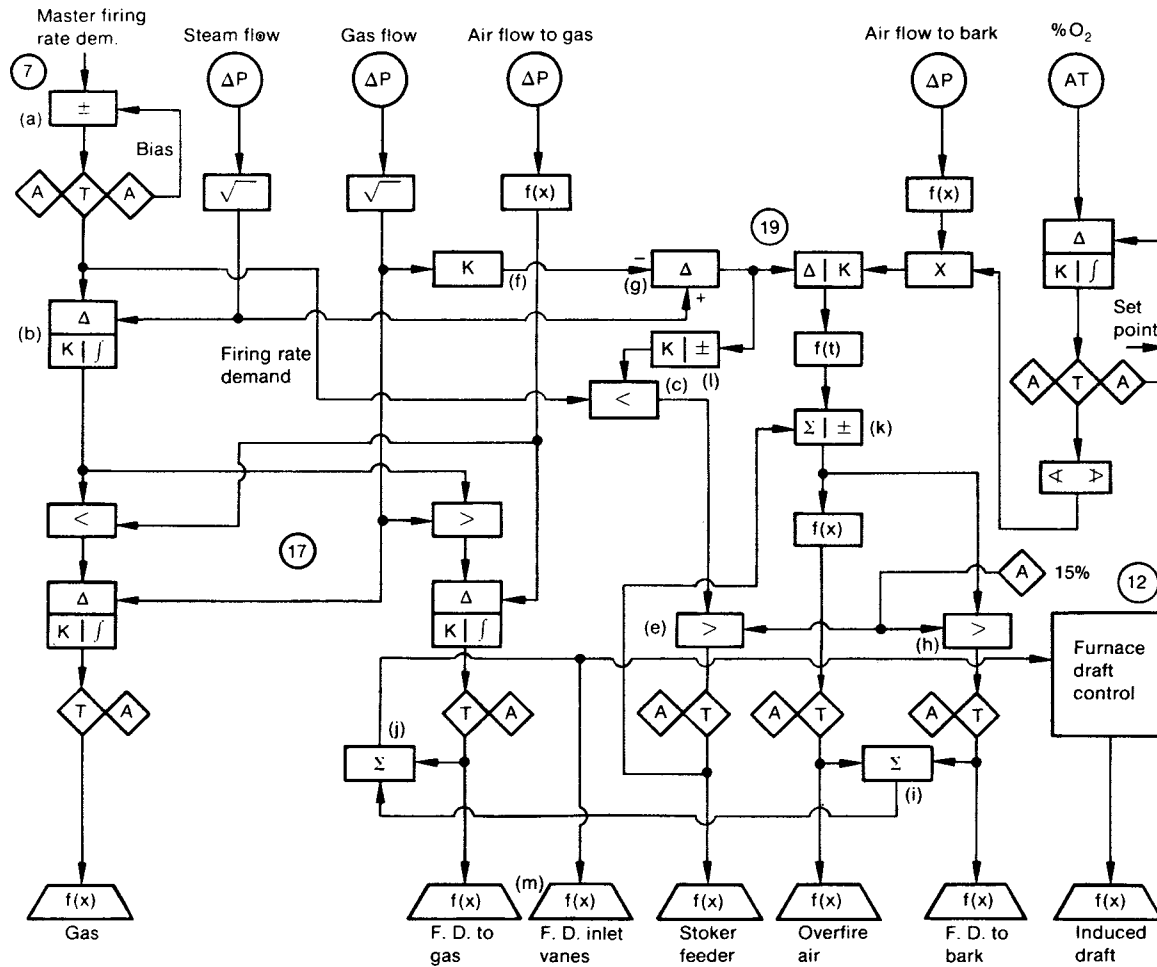 Master firing
rate dem.
Steam flow
Gas flow
Air flow to gas
Air flow to bark
%O₂
7
ΔP
ΔP
ΔP
ΔP
AT
(a)
±
Bias
A
T
A
√
√
f(x)
f(x)
19
Δ
K ∫
K
(f)
−
(g)
Δ
+
Δ K
X
(b)
Δ
K ∫
Firing rate
demand
K ±
(l)
f(t)
Set
point
A
T
A
<
(c)
Σ ±
(k)
∢ ∢
<
>
f(x)
17
A
15%
12
Δ
K ∫
Δ
K ∫
(e)
>
(h)
>
Furnace
draft
control
T
A
T
A
A
T
A
T
A
T
(j)
Σ
Σ
(i)
f(x)
f(x)
(m)
f(x)
f(x)
f(x)
f(x)
f(x)
Gas
F. D. to
gas
F. D. inlet
vanes
Stoker
feeder
Overfire
air
F. D. to
bark
Induced
draft